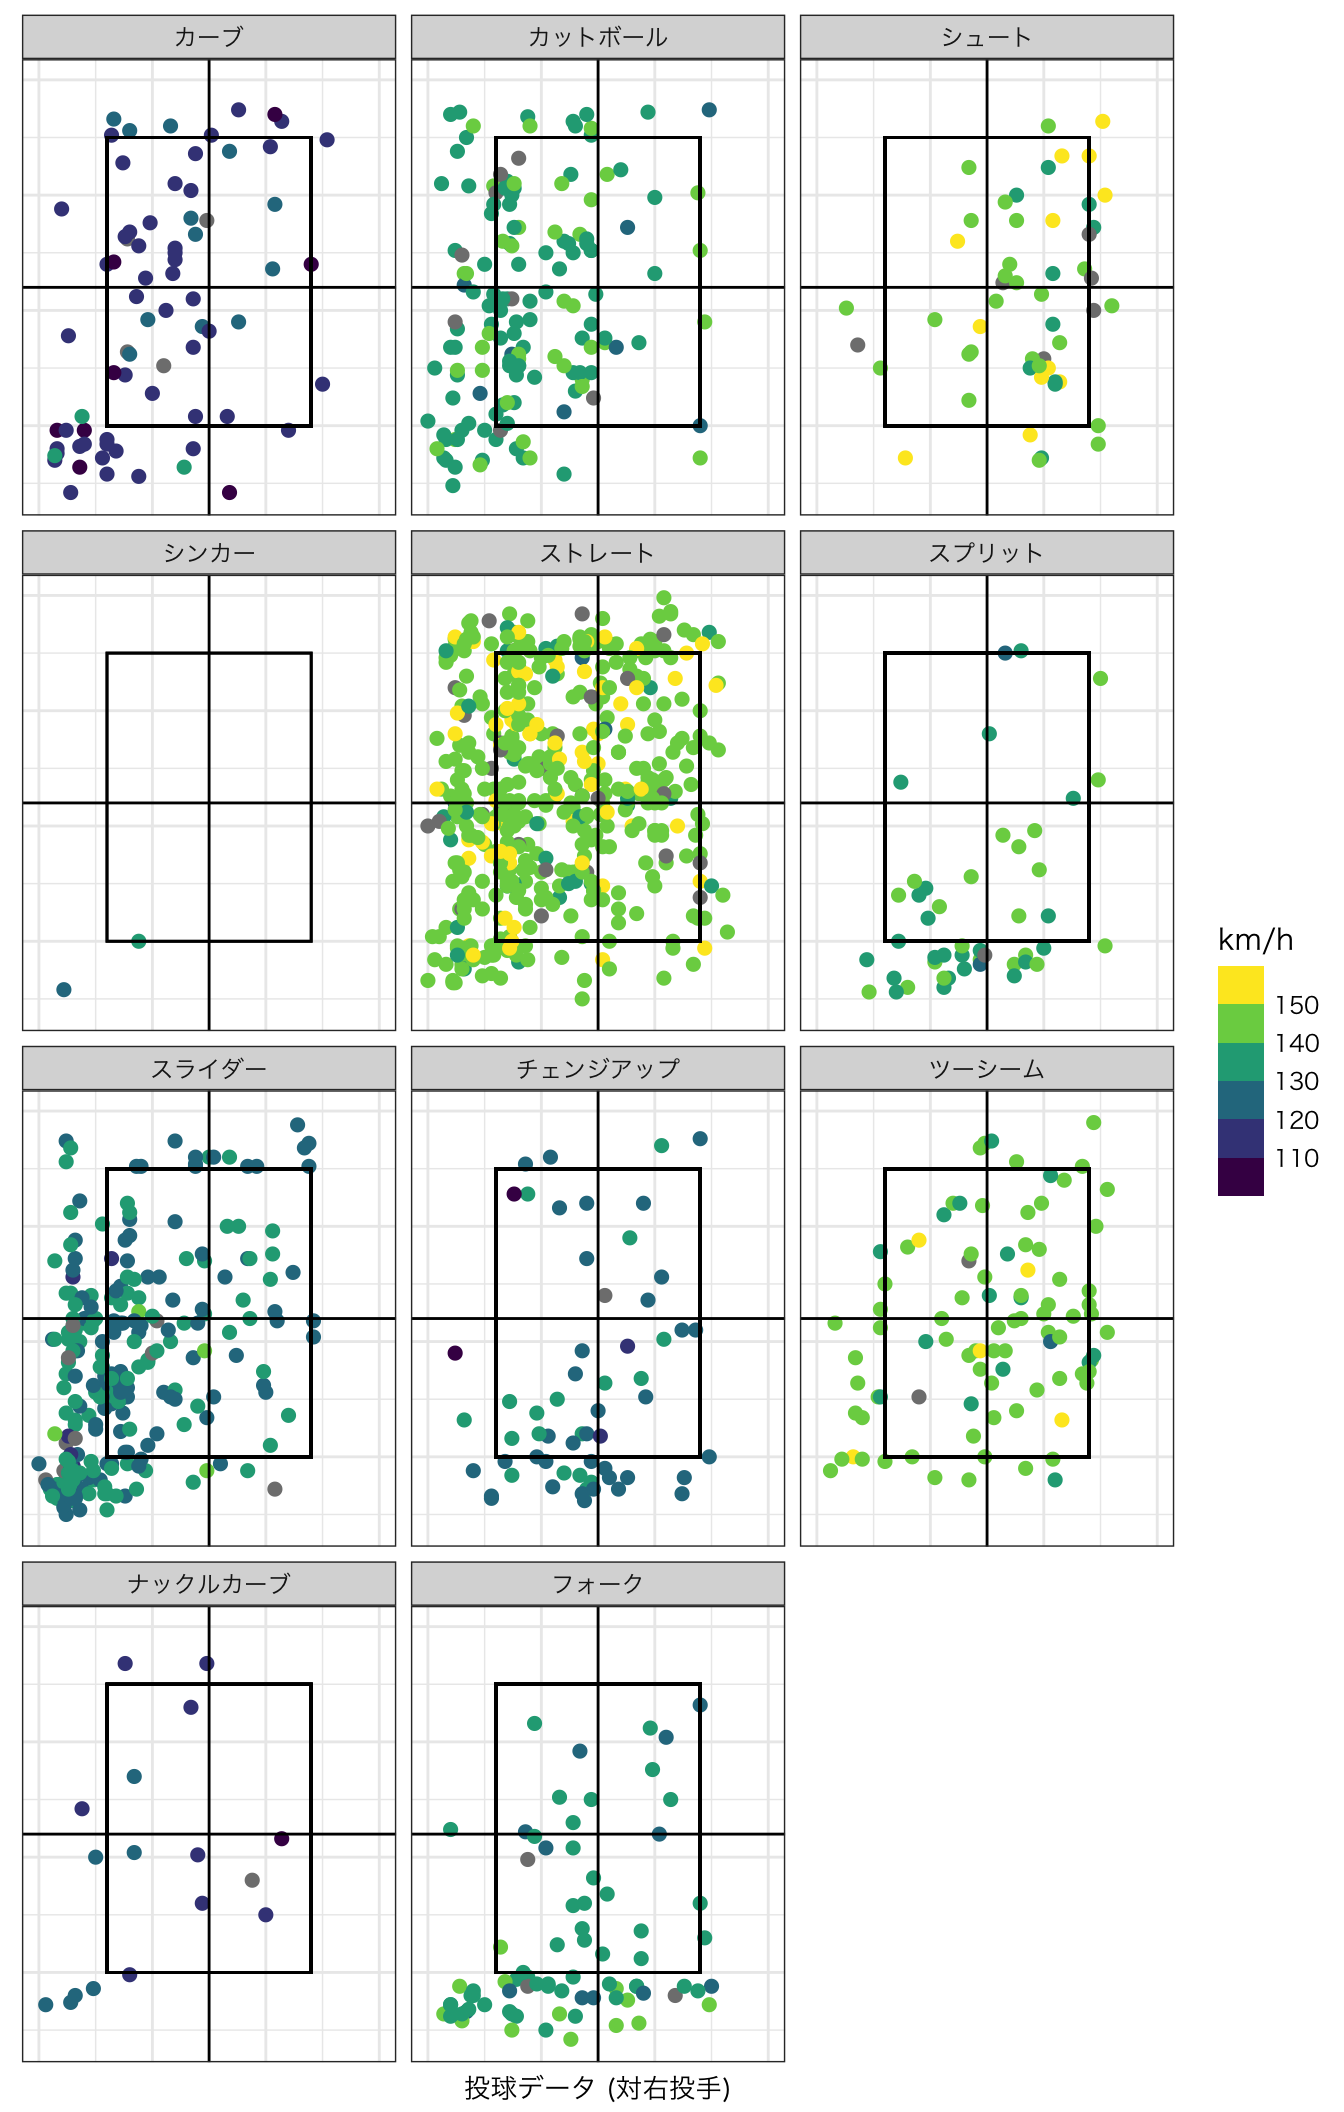 カーブ
カットボール
シュート
シンカー
ストレート
スプリット
スライダー
チェンジアップ
ツーシーム
ナックルカーブ
フォーク
km/h
150
140
130
120
110
投球データ (対右投手)